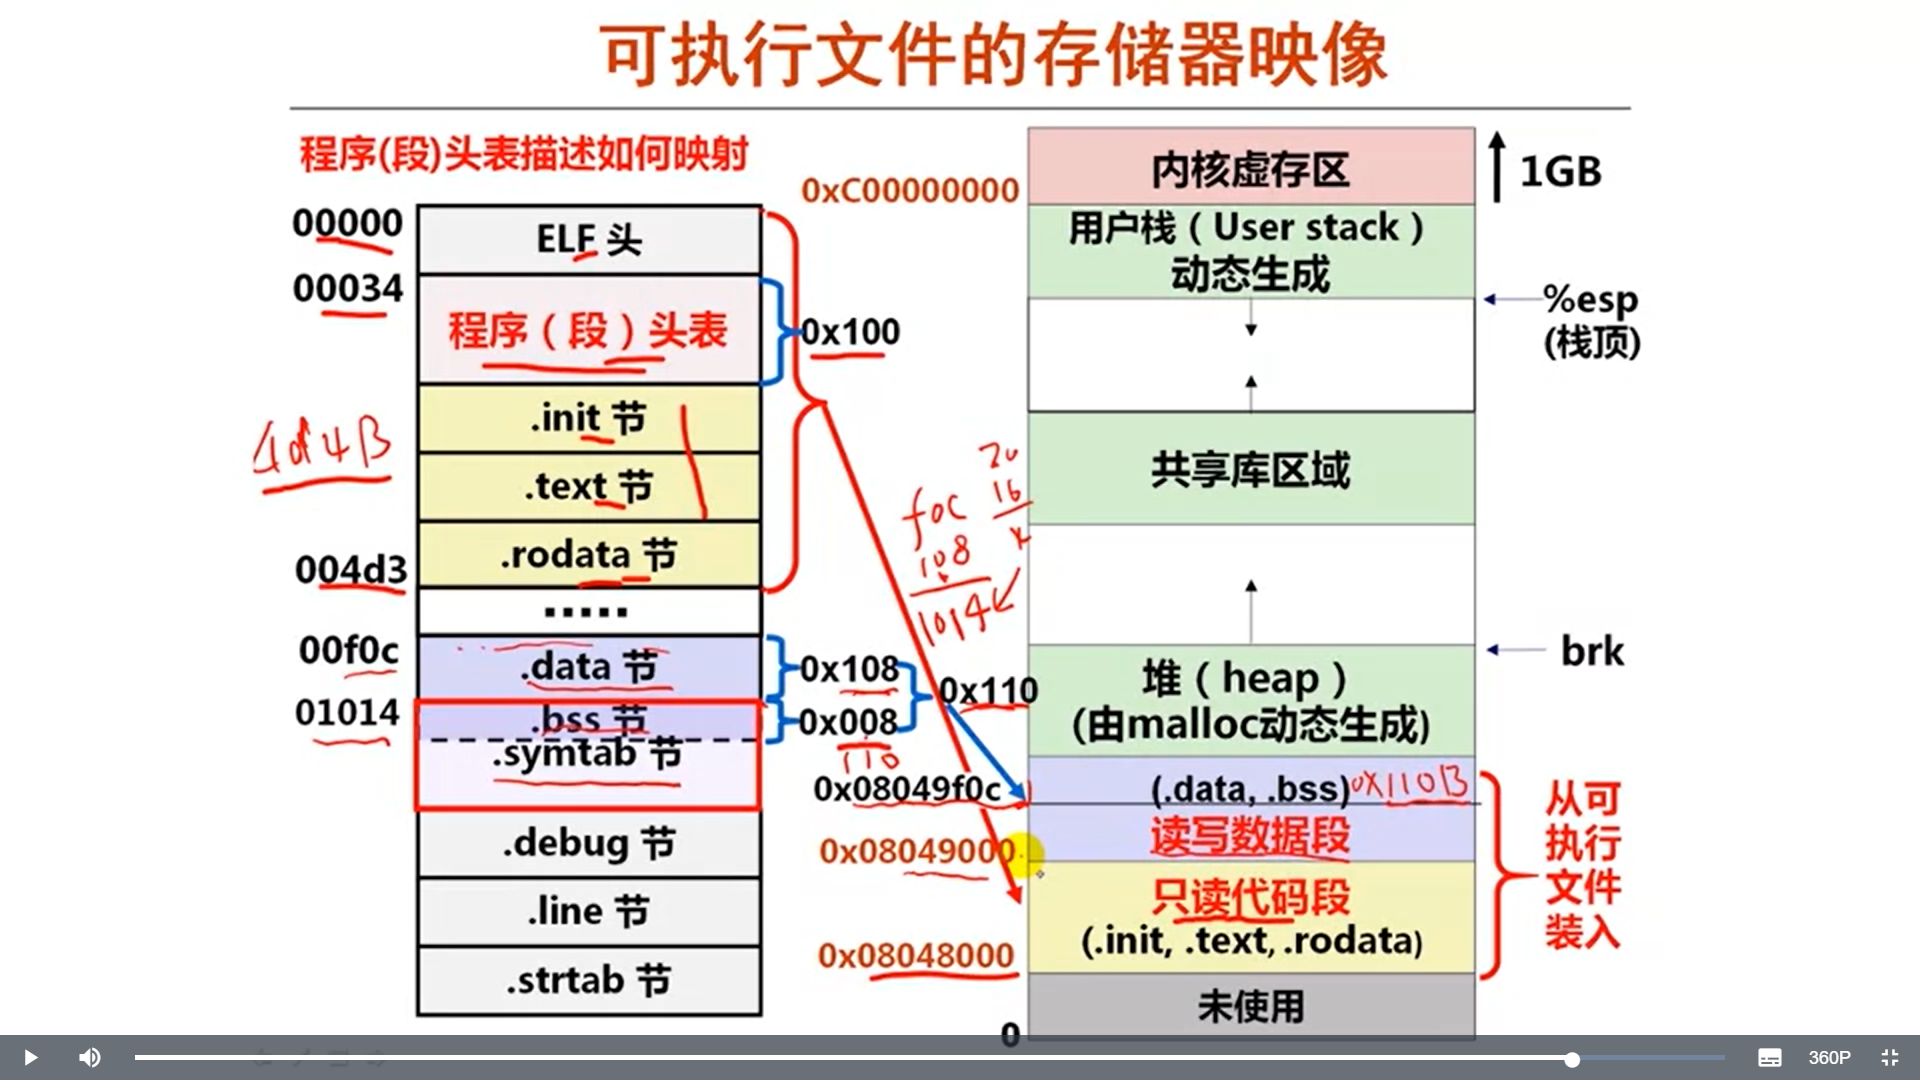 可执行文件的存储器映像
程序(段)头表描述如何映射
00000
ELF 头
00034
程序（段）头表
0x100
.init 节
4d4B
.text 节
.rodata 节
004d3
.....
00f0c
.data 节
0x108
01014
.bss 节
0x008
0x110
110
.symtab 节
.debug 节
.line 节
.strtab 节
f0c
108
1014
20
16
0xC00000000
内核虚存区
1GB
用户栈（User stack）
动态生成
%esp
(栈顶)
共享库区域
brk
堆（heap）
(由malloc动态生成)
0x08049f0c
(.data, .bss)
0x110B
读写数据段
0x08049000
只读代码段
(.init, .text, .rodata)
0x08048000
未使用
0
从可
执行
文件
装入
360P